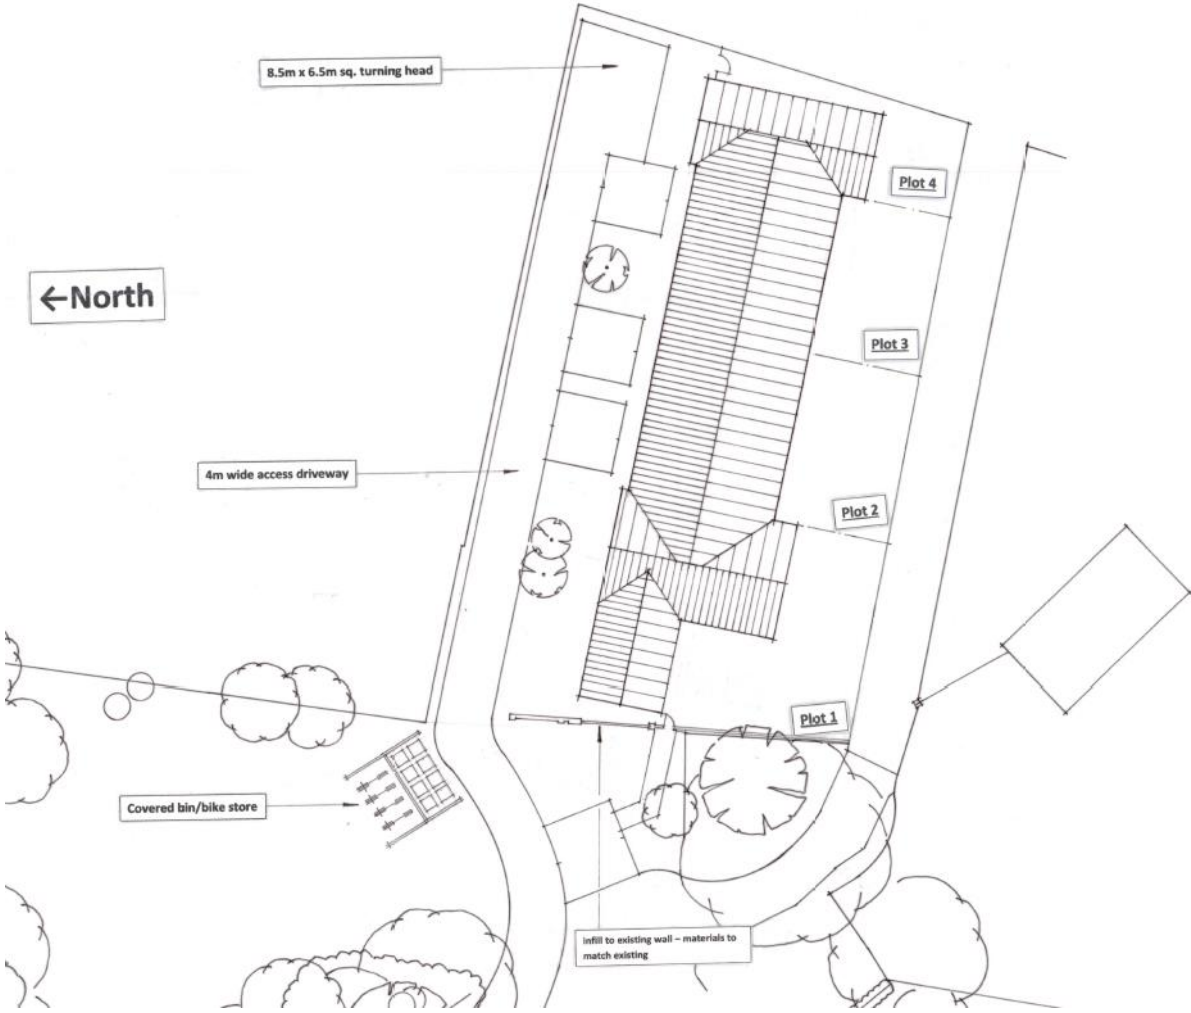 8.5m x 6.5m sq. turning head
Plot 4
←North
Plot 3
4m wide access driveway
Plot 2
Plot 1
Covered bin/bike store
Infill to existing wall – materials to
match existing